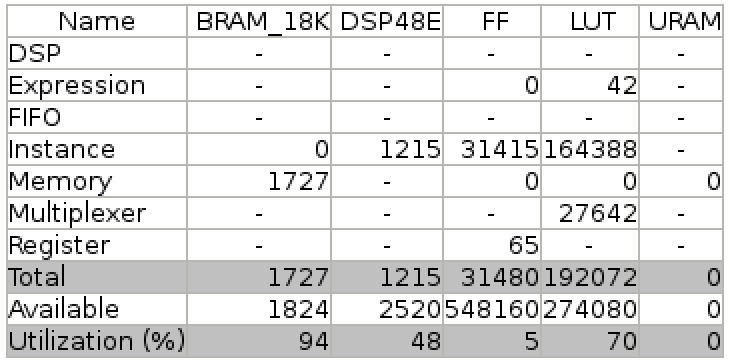 Name BRAM_18K DSP48E FF LUT URAM
DSP - - - - -
Expression - - 0 42 -
FIFO - - - - -
Instance 0 1215 31415 164388 -
Memory 1727 - 0 0 0
Multiplexer - - - 27642 -
Register - - 65 - -
Total 1727 1215 31480 192072 0
Available 1824 2520 548160 274080 0
Utilization (%) 94 48 5 70 0